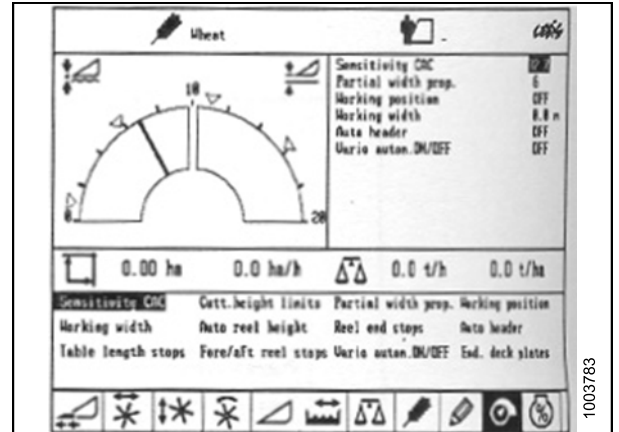 Wheat
Sensitivity CAC
Partial width prop. 6
Working position OFF
Working width 0.0 m
Auto header OFF
Vario autom.ON/OFF OFF
10
0
20
0.00 ha 0.0 ha/h 0.0 t/h 0.0 t/ha
Sensitivity CAC Cutt.height limits Partial width prop. Working position
Working width Auto reel height Reel end stops Auto header
Table length stops Fore/aft reel stops Vario autom.ON/OFF End. deck plates
%
1003783